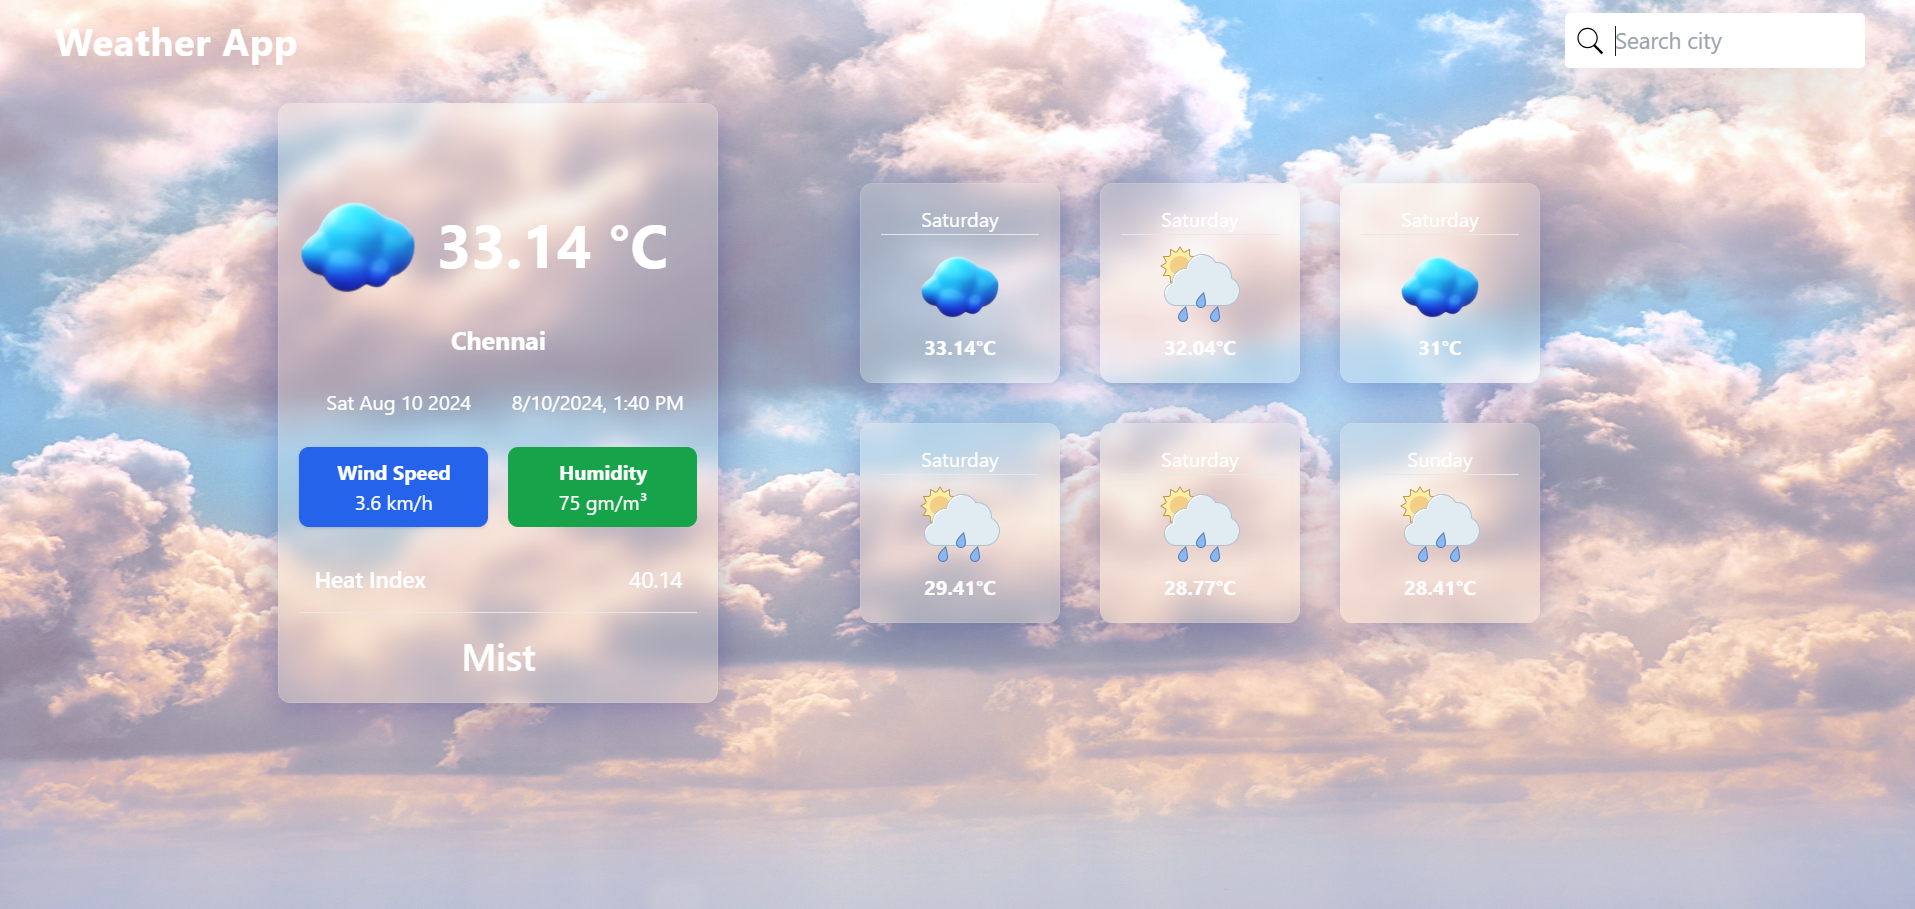 Weather App
Search city
33.14 °C
Chennai
Sat Aug 10 2024
8/10/2024, 1:40 PM
Wind Speed
3.6 km/h
Humidity
75 gm/m³
Heat Index 40.14
Mist
Saturday
33.14°C
Saturday
32.04°C
Saturday
31°C
Saturday
29.41°C
Saturday
28.77°C
Sunday
28.41°C